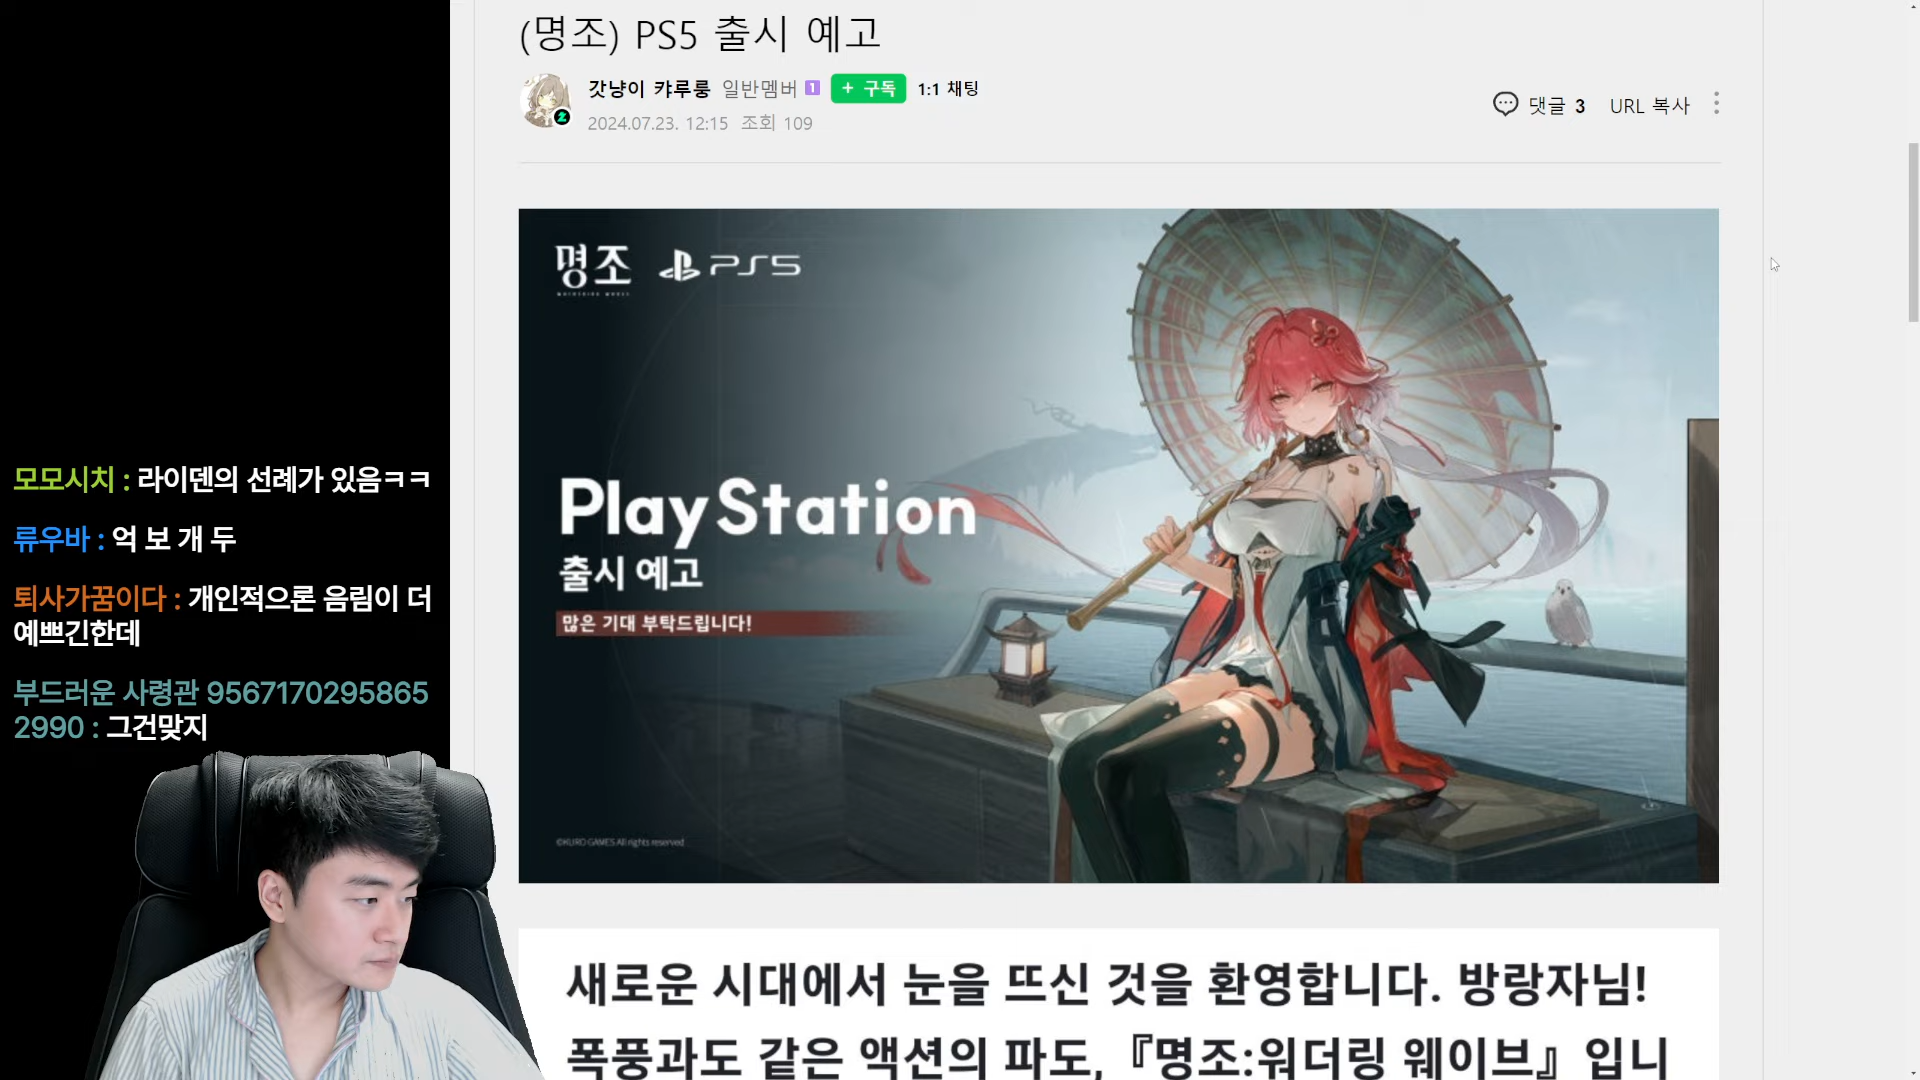 (명조) PS5 출시 예고
갓냥이 캬루룽 일반멤버 1 + 구독 1:1 채팅
2024.07.23. 12:15 조회 109
댓글 3 URL 복사
명조 PS5
PlayStation
출시 예고
많은 기대 부탁드립니다!
©KURO GAMES All rights reserved
새로운 시대에서 눈을 뜨신 것을 환영합니다. 방랑자님!
폭풍과도 같은 액션의 파도, 『명조:워더링 웨이브』 입니
모모시치 : 라이덴의 선례가 있음ㅋㅋ
류우바 : 억 보 개 두
퇴사가꿈이다 : 개인적으론 음림이 더
예쁘긴한데
부드러운 사령관 9567170295865
2990 : 그건맞지